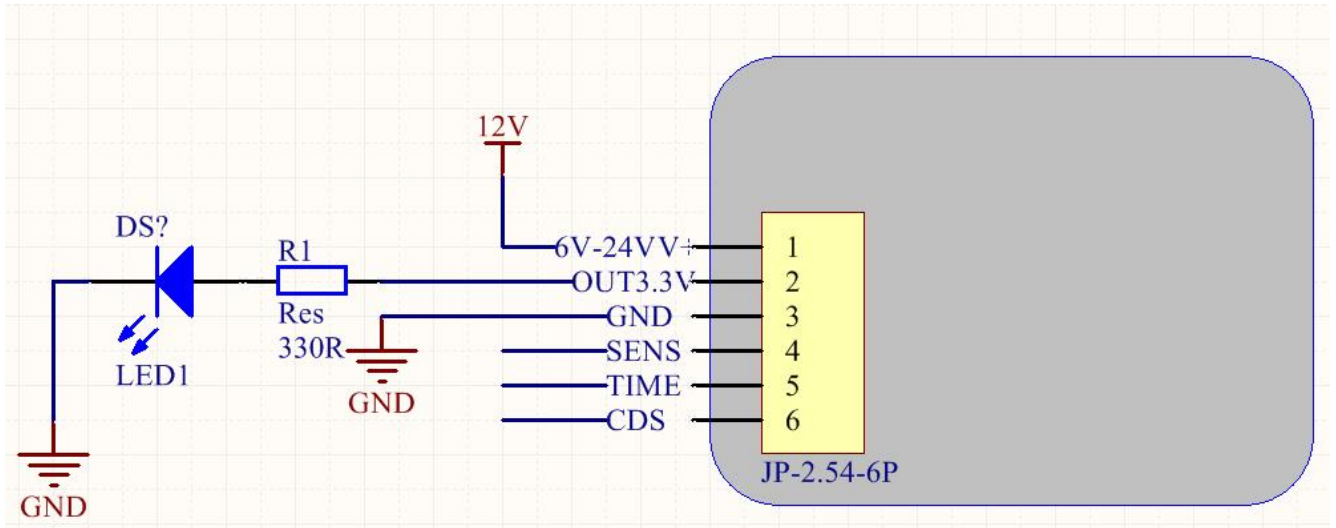 12V
DS?
R1
Res
330R
LED1
GND
GND
6V-24VV+
OUT3.3V
GND
SENS
TIME
CDS
1
2
3
4
5
6
JP-2.54-6P